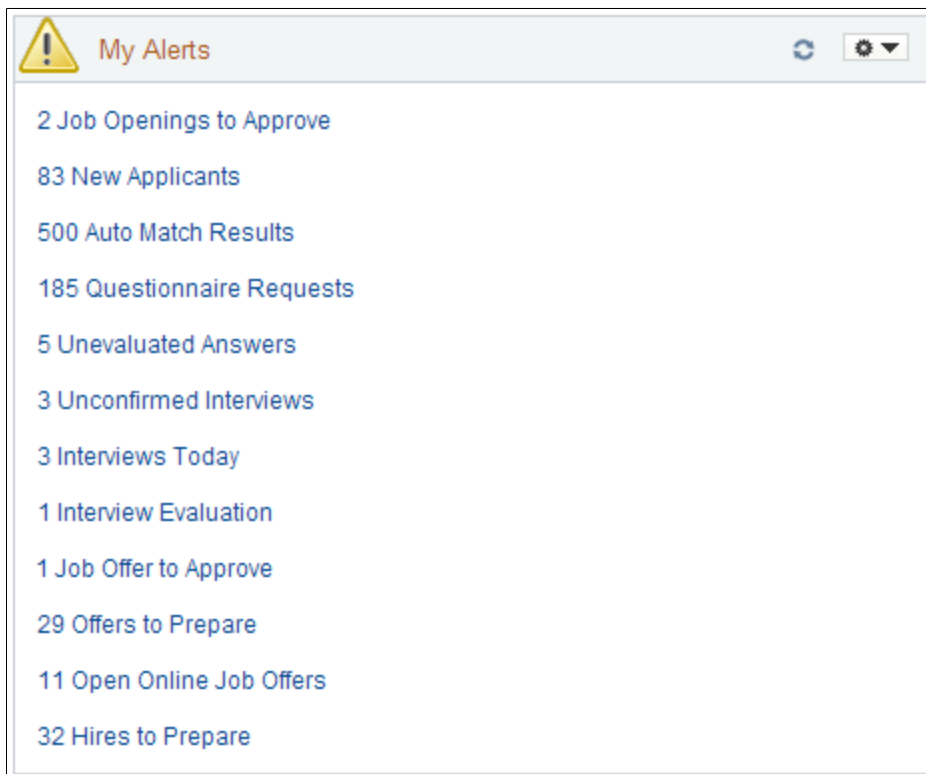 My Alerts
2 Job Openings to Approve
83 New Applicants
500 Auto Match Results
185 Questionnaire Requests
5 Unevaluated Answers
3 Unconfirmed Interviews
3 Interviews Today
1 Interview Evaluation
1 Job Offer to Approve
29 Offers to Prepare
11 Open Online Job Offers
32 Hires to Prepare